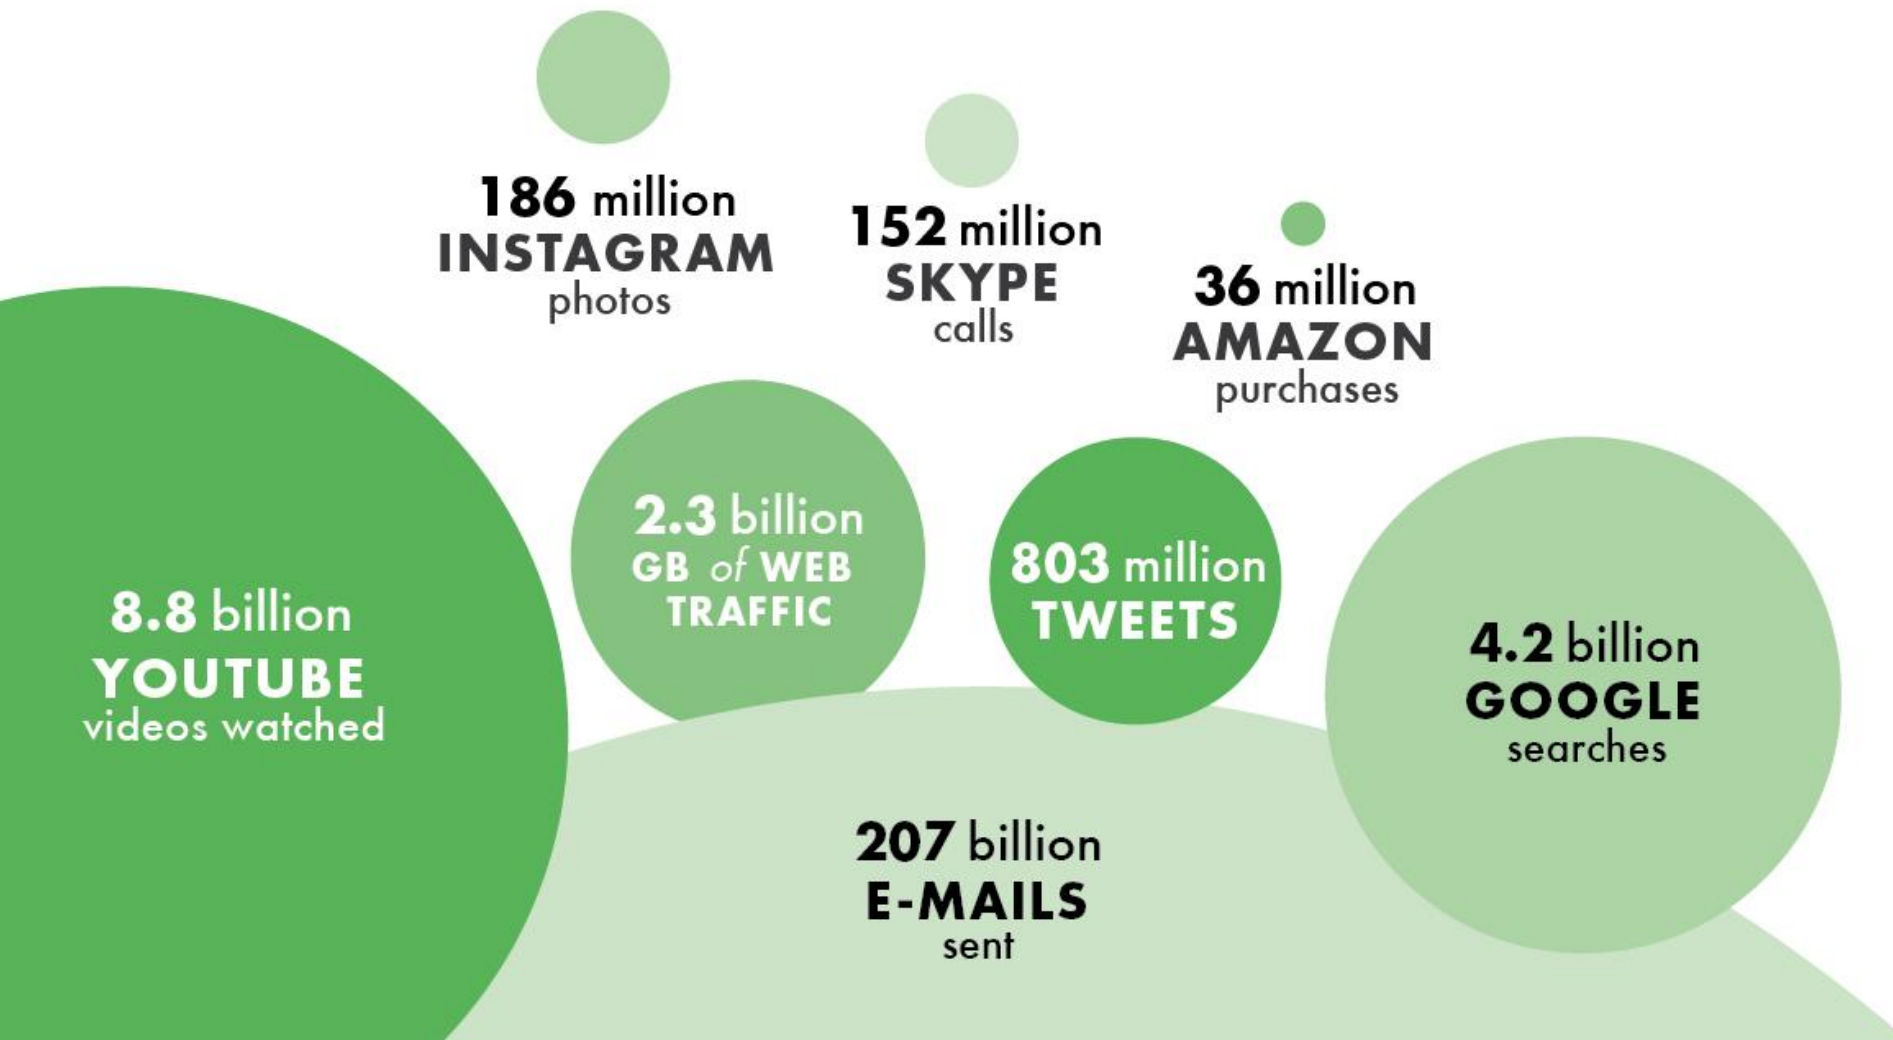 186 million
INSTAGRAM
photos
152 million
SKYPE
calls
36 million
AMAZON
purchases
8.8 billion
YOUTUBE
videos watched
2.3 billion
GB of WEB
TRAFFIC
803 million
TWEETS
4.2 billion
GOOGLE
searches
207 billion
E-MAILS
sent